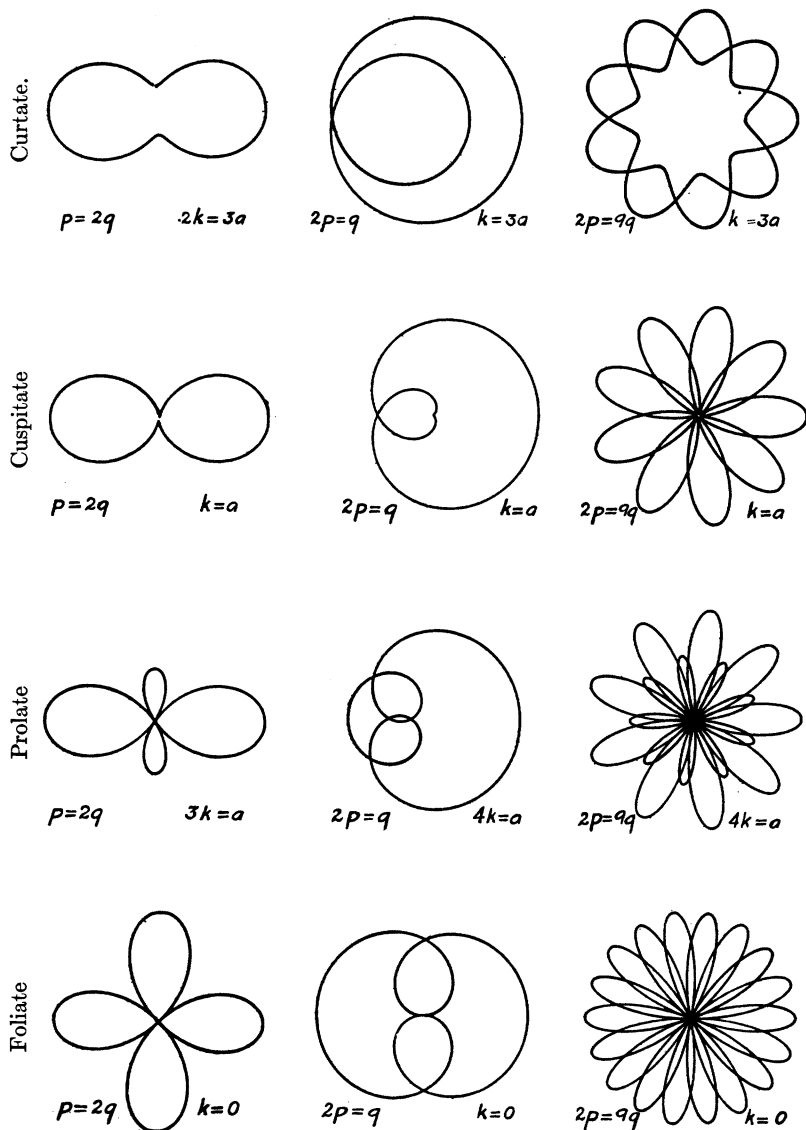 Curtate.
p=2q .2k=3a 2p=q k=3a 2p=9q k=3a
Cuspitate
p=2q k=a 2p=q k=a 2p=9q k=a
Prolate
p=2q 3k=a 2p=q 4k=a 2p=9q 4k=a
Foliate
p=2q k=0 2p=q k=0 2p=9q k=0